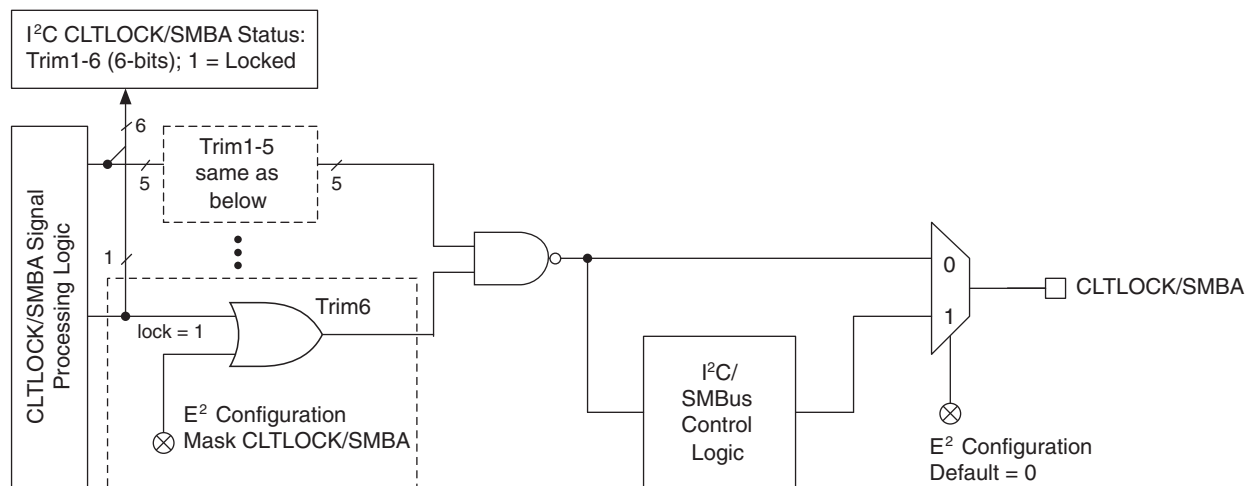 I²C CLTLOCK/SMBA Status:
Trim1-6 (6-bits); 1 = Locked
6
CLTLOCK/SMBA Signal
Processing Logic
5
Trim1-5
same as
below
5
1
Trim6
lock = 1
E² Configuration
Mask CLTLOCK/SMBA
0
1
CLTLOCK/SMBA
I²C/
SMBus
Control
Logic
E² Configuration
Default = 0